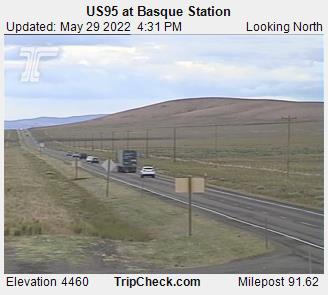 US95 at Basque Station
Updated: May 29 2022 4:31 PM Looking North
Elevation 4460 TripCheck.com Milepost 91.62